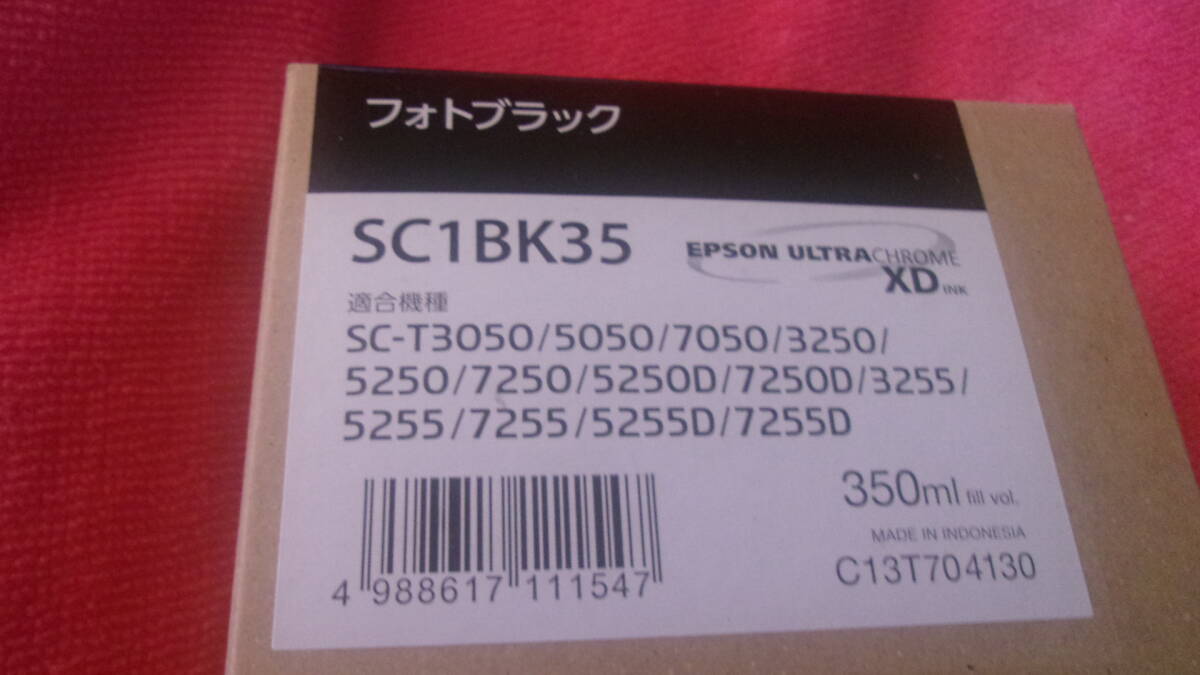 フォトブラック
SC1BK35
EPSON ULTRACHROME
XD INK
適合機種
SC-T3050/5050/7050/3250/
5250/7250/5250D/7250D/3255/
5255/7255/5255D/7255D
350ml fill vol.
MADE IN INDONESIA
C13T704130
4 988617 111547